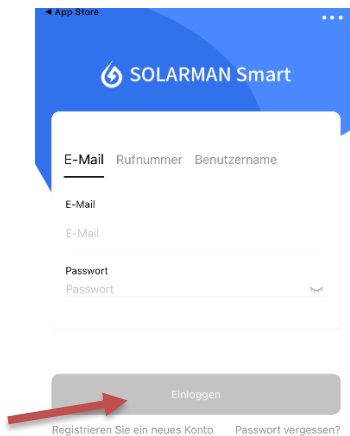 ◀ App Store
SOLARMAN Smart
E-Mail Rufnummer Benutzername
E-Mail
E-Mail
Passwort
Passwort
Einloggen
Registrieren Sie ein neues Konto Passwort vergessen?